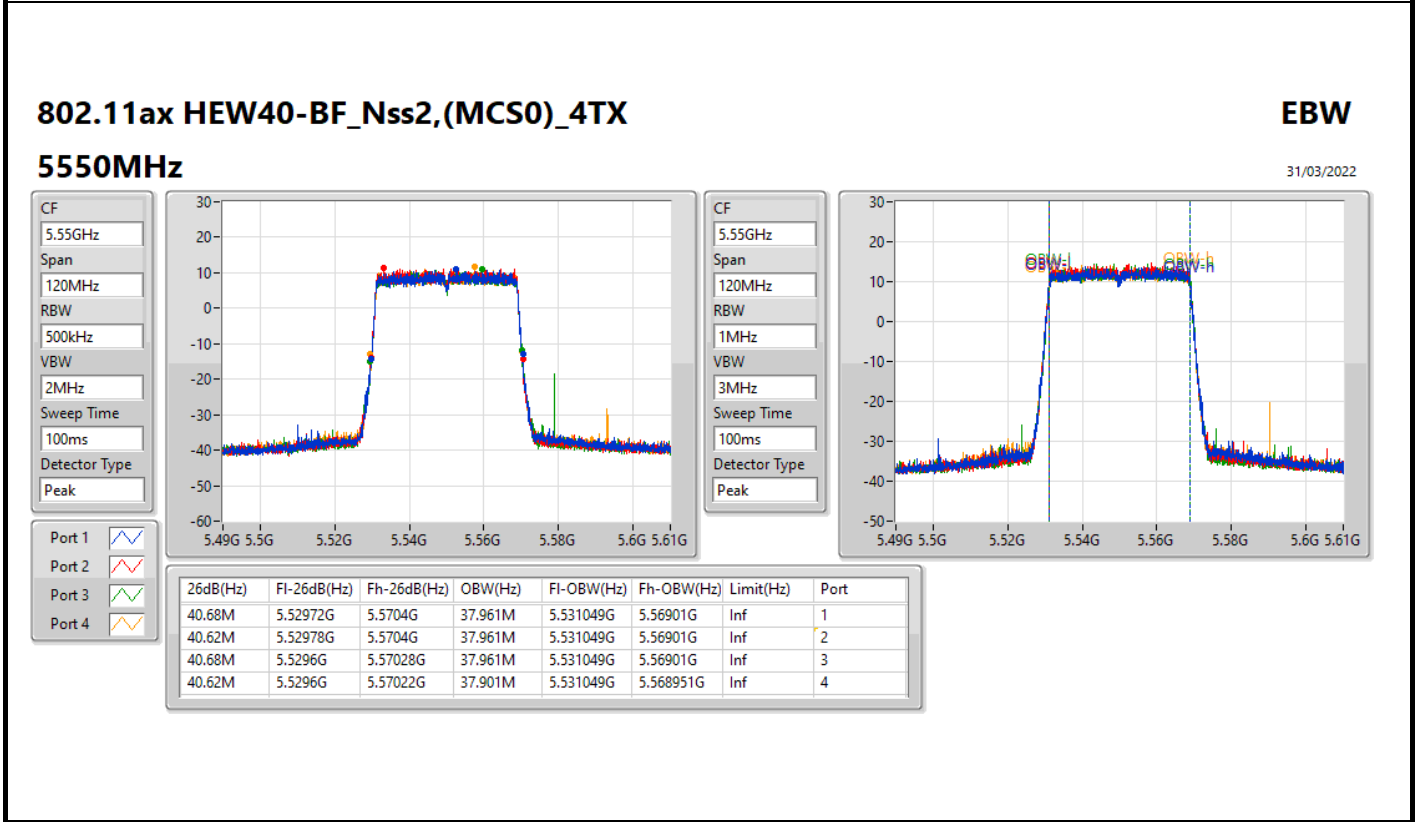 802.11ax HEW40-BF_Nss2,(MCS0)_4TX
EBW
5550MHz
31/03/2022
CF
5.55GHz
Span
120MHz
RBW
500kHz
VBW
2MHz
Sweep Time
100ms
Detector Type
Peak
30
20
10
0
-10
-20
-30
-40
-50
-60
5.49G 5.5G 5.52G 5.54G 5.56G 5.58G 5.6G 5.61G
CF
5.55GHz
Span
120MHz
RBW
1MHz
VBW
3MHz
Sweep Time
100ms
Detector Type
Peak
30
20
10
0
-10
-20
-30
-40
-50
OBW-l
OBW-h
OBW-h
5.49G 5.5G 5.52G 5.54G 5.56G 5.58G 5.6G 5.61G
Port 1
Port 2
Port 3
Port 4
26dB(Hz) Fl-26dB(Hz) Fh-26dB(Hz) OBW(Hz) Fl-OBW(Hz) Fh-OBW(Hz) Limit(Hz) Port
40.68M 5.52972G 5.5704G 37.961M 5.531049G 5.56901G Inf 1
40.62M 5.52978G 5.5704G 37.961M 5.531049G 5.56901G Inf 2
40.68M 5.5296G 5.57028G 37.961M 5.531049G 5.56901G Inf 3
40.62M 5.5296G 5.57022G 37.901M 5.531049G 5.568951G Inf 4